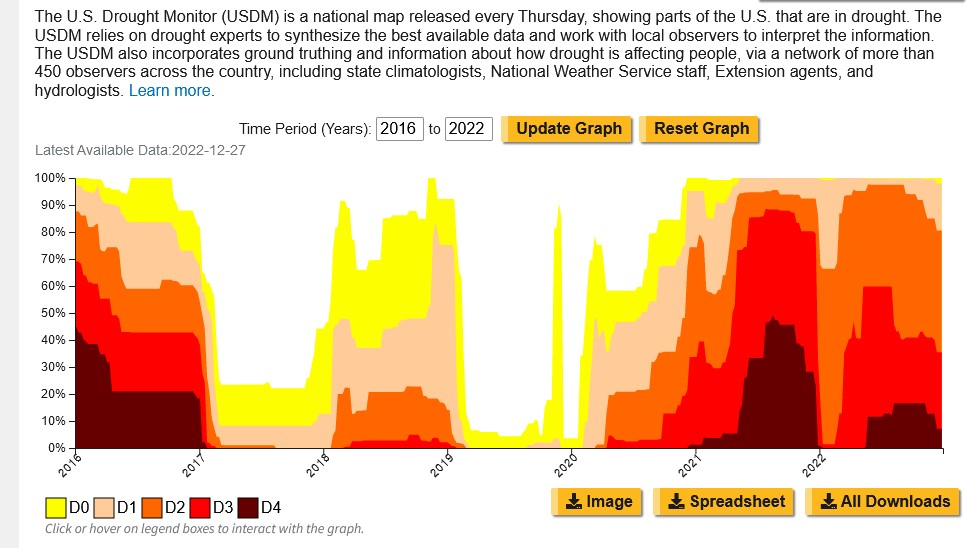 The U.S. Drought Monitor (USDM) is a national map released every Thursday, showing parts of the U.S. that are in drought. The
USDM relies on drought experts to synthesize the best available data and work with local observers to interpret the information.
The USDM also incorporates ground truthing and information about how drought is affecting people, via a network of more than
450 observers across the country, including state climatologists, National Weather Service staff, Extension agents, and
hydrologists. Learn more.
Time Period (Years): 2016 to 2022 Update Graph Reset Graph
Latest Available Data:2022-12-27
100%
90%
80%
70%
60%
50%
40%
30%
20%
10%
0%
2016 2017 2018 2019 2020 2021 2022
D0 D1 D2 D3 D4
Image Spreadsheet All Downloads
Click or hover on legend boxes to interact with the graph.